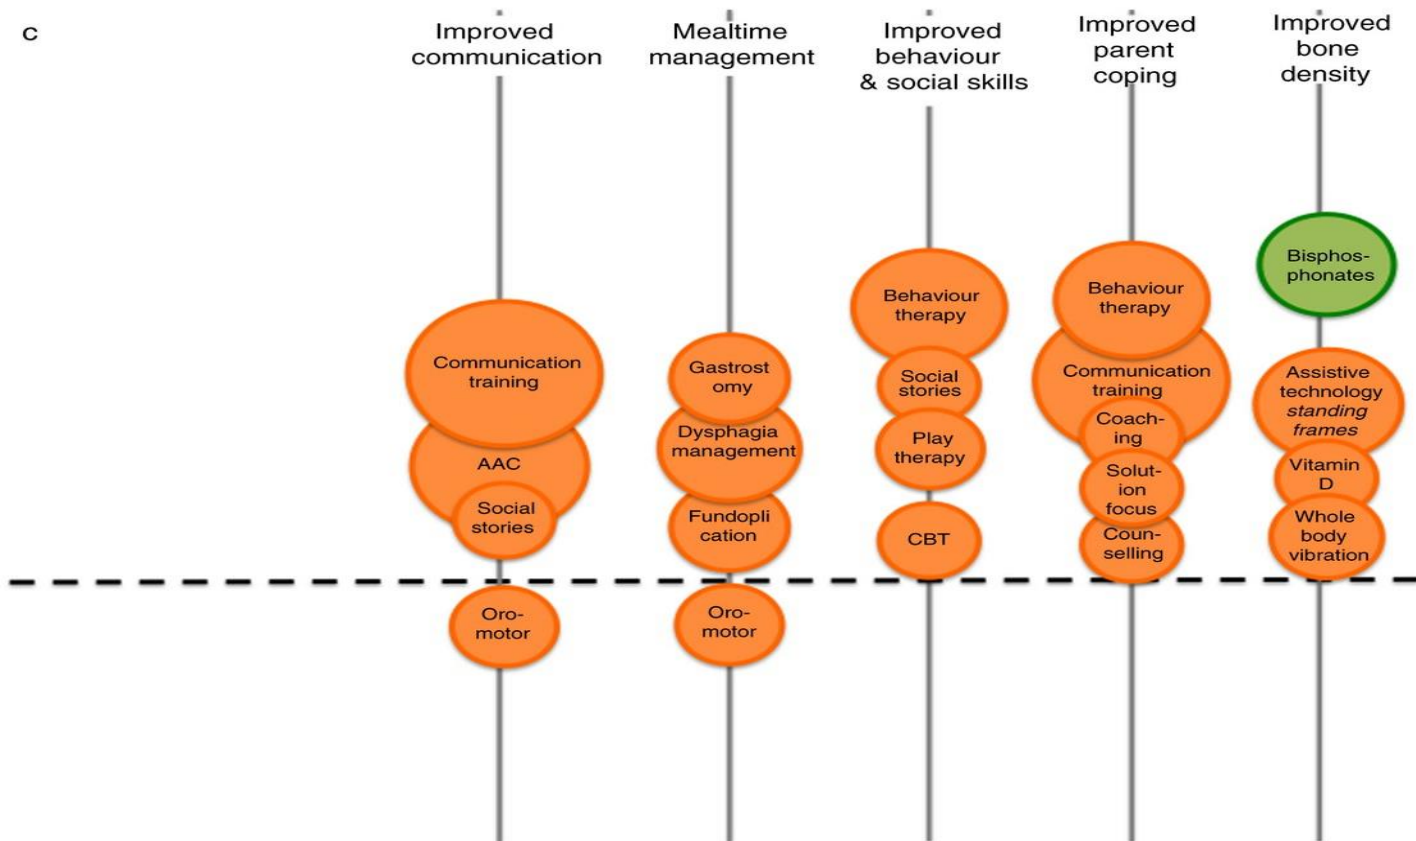 c
Improved
communication
Mealtime
management
Improved
behaviour
& social skills
Improved
parent
coping
Improved
bone
density
Communication
training
AAC
Social
stories
Oro-
motor
Gastrost
omy
Dysphagia
management
Fundopli
cation
Oro-
motor
Behaviour
therapy
Social
stories
Play
therapy
CBT
Behaviour
therapy
Communication
training
Coach-
ing
Solut-
ion
focus
Coun-
selling
Bisphos-
phonates
Assistive
technology
standing
frames
Vitamin
D
Whole
body
vibration